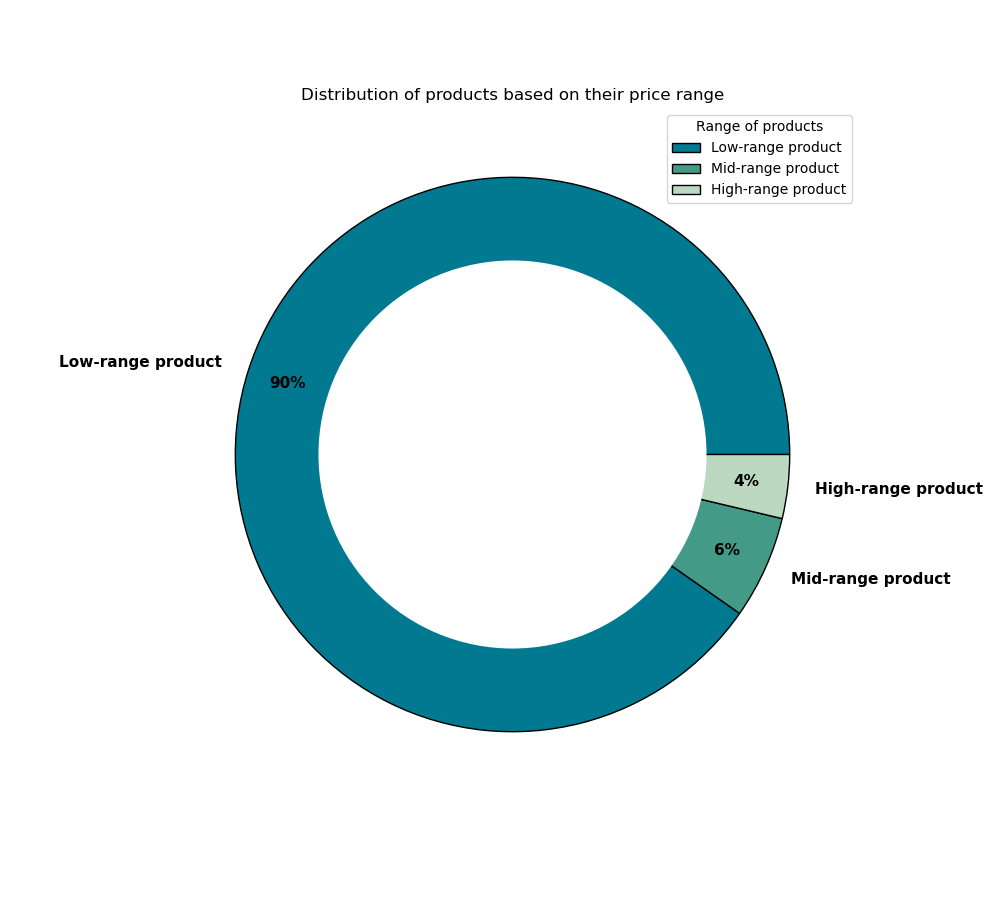 Distribution of products based on their price range
Range of products
Low-range product
Mid-range product
High-range product
Low-range product
90%
4%
High-range product
6%
Mid-range product